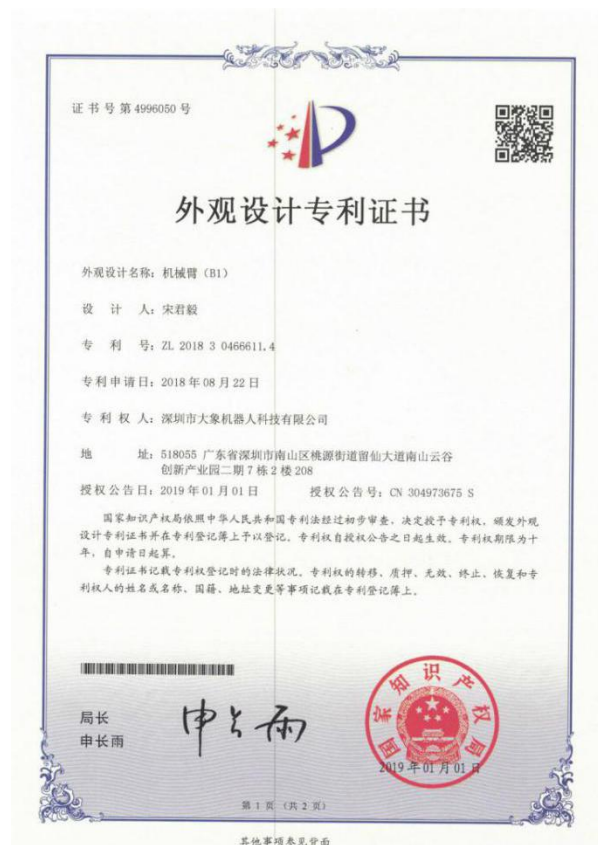 证书号第4996050号
外观设计专利证书
外观设计名称：机械臂（B1）
设计人：宋君毅
专利号：ZL 2018 3 0466611.4
专利申请日：2018年08月22日
专利权人：深圳市大象机器人科技有限公司
地址：518055 广东省深圳市南山区桃源街道留仙大道南山云谷
创新产业园二期7栋2楼208
授权公告日：2019年01月01日 授权公告号：CN 304973675 S
国家知识产权局依照中华人民共和国专利法经过初步审查，决定授予专利权，颁发外观
设计专利证书并在专利登记簿上予以登记。专利权自授权公告之日起生效。专利权期限为十
年，自申请日起算。
专利证书记载专利权登记时的法律状况。专利权的转移、质押、无效、终止、恢复和专
利权人的姓名或名称、国籍、地址变更等事项记载在专利登记簿上。
局长
申长雨
申长雨
国家知识产权局
2019年01月01日
第1页（共2页）
其他事项参见背面